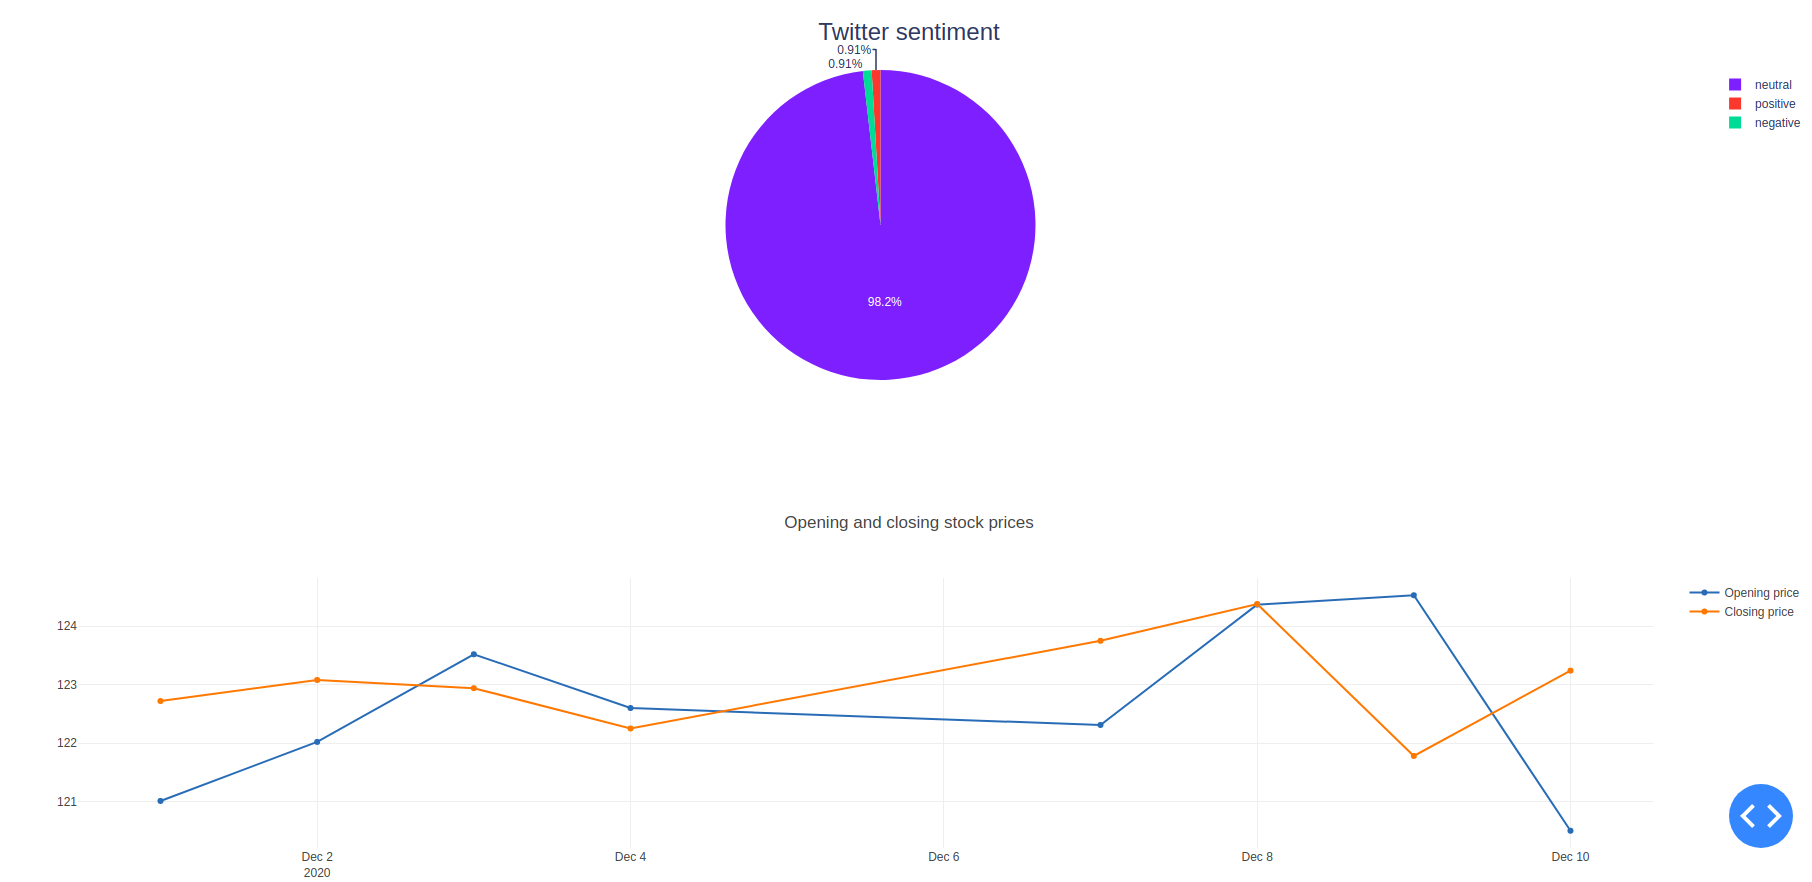 Twitter sentiment
0.91%
0.91%
98.2%
neutral
positive
negative
Opening and closing stock prices
124
123
122
121
Dec 2
2020
Dec 4
Dec 6
Dec 8
Dec 10
Opening price
Closing price